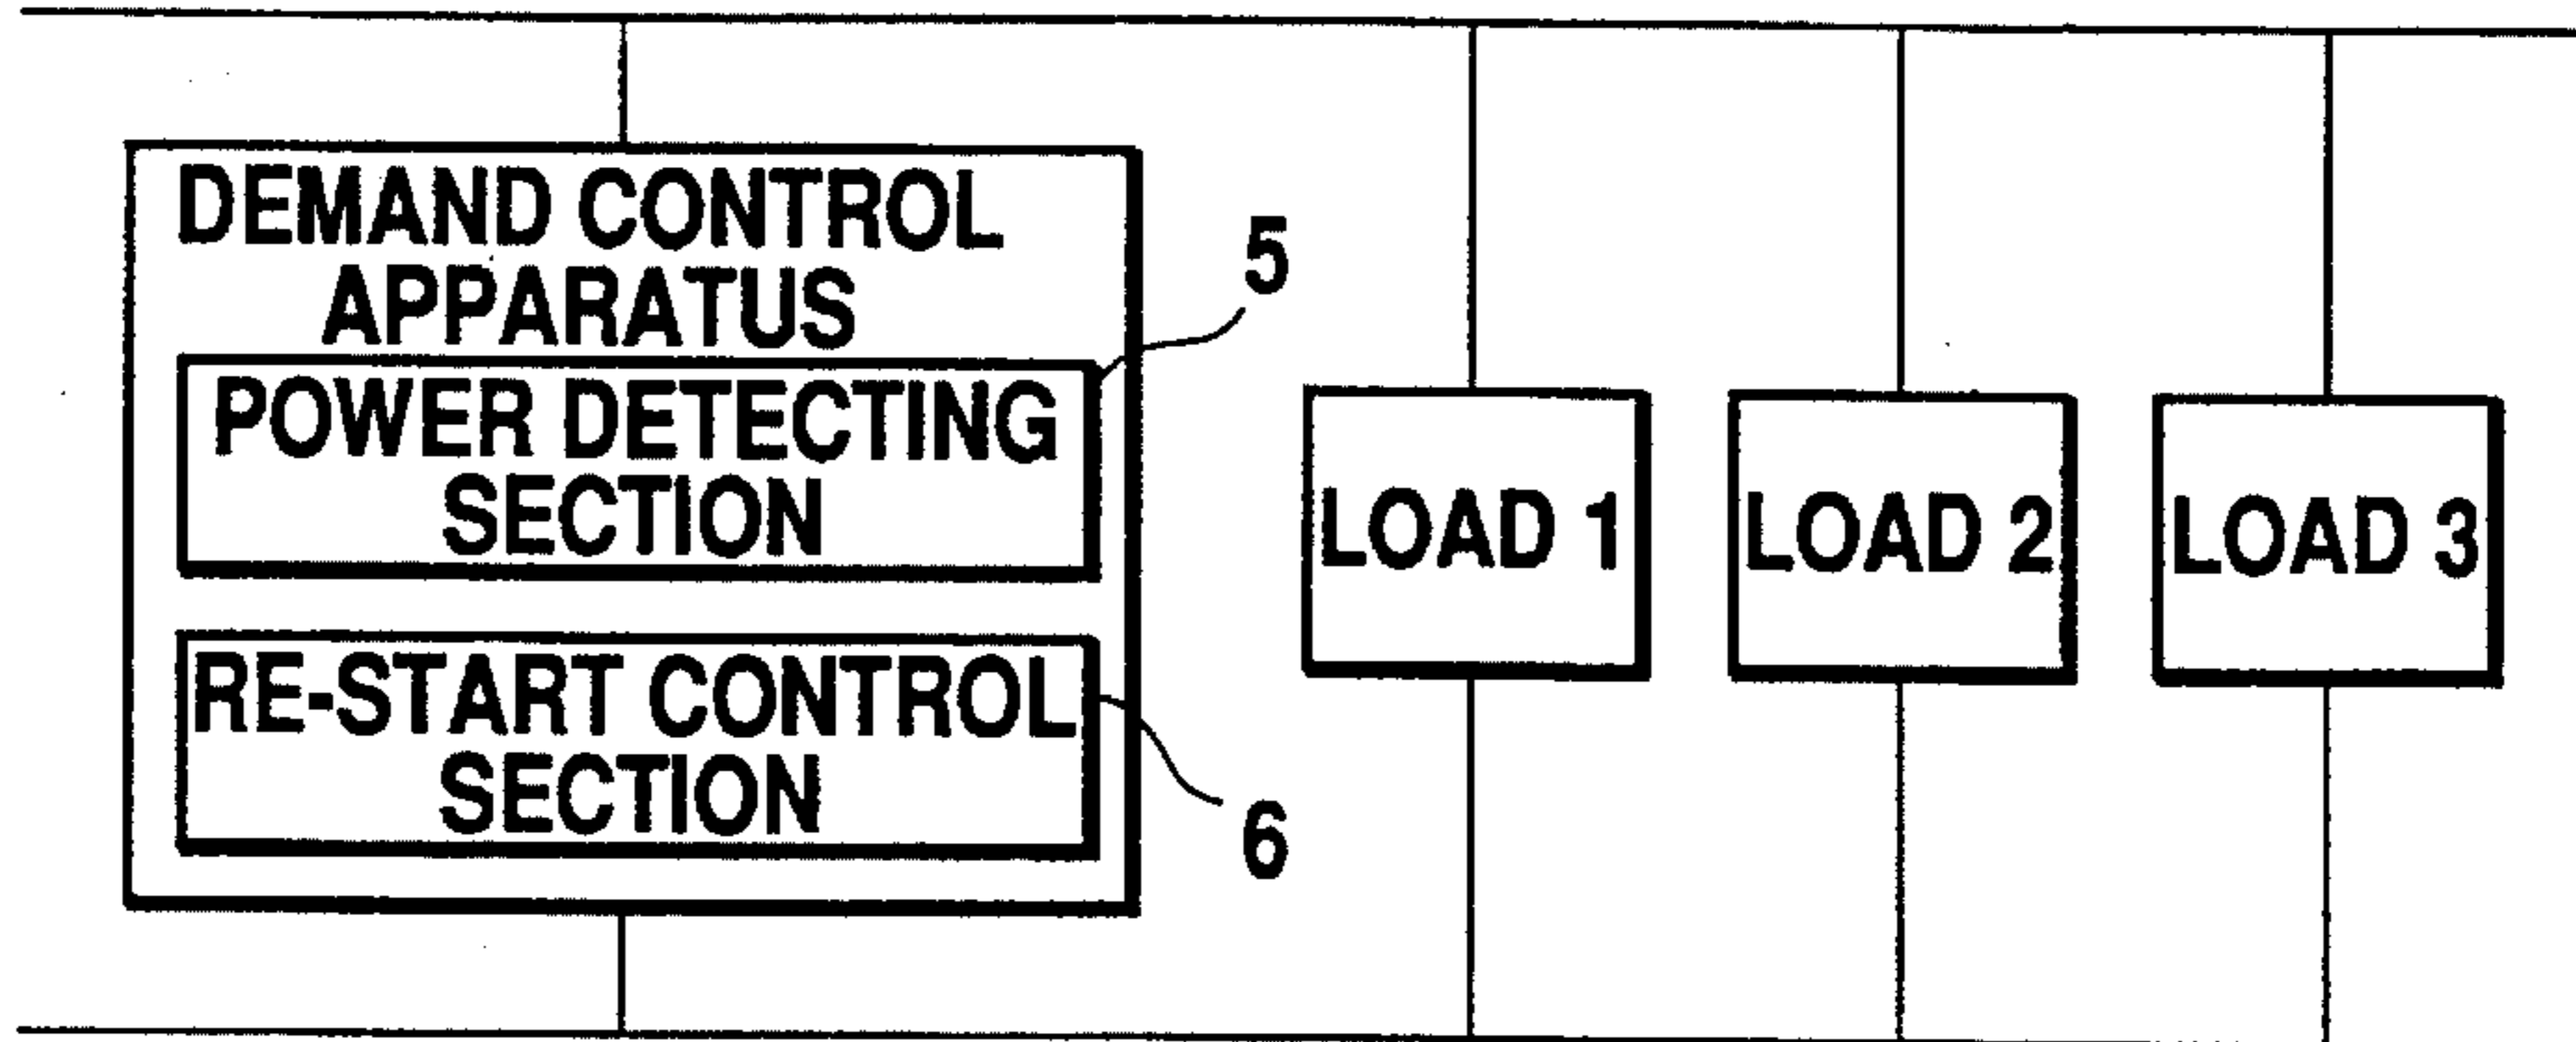 DEMAND CONTROL
APPARATUS
5
POWER DETECTING
SECTION
RE-START CONTROL
SECTION
6
LOAD 1
LOAD 2
LOAD 3